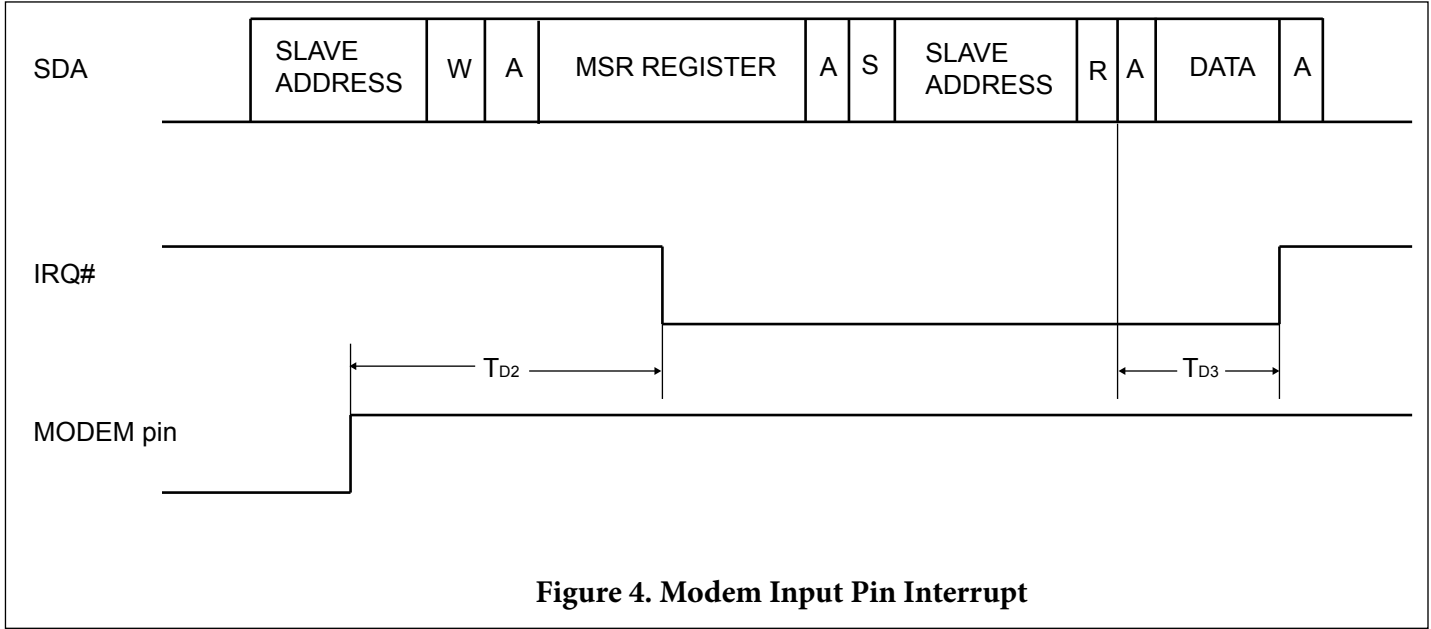 SDA
SLAVE
ADDRESS
W
A
MSR REGISTER
A
S
SLAVE
ADDRESS
R
A
DATA
A
IRQ#
TD2
TD3
MODEM pin
Figure 4. Modem Input Pin Interrupt